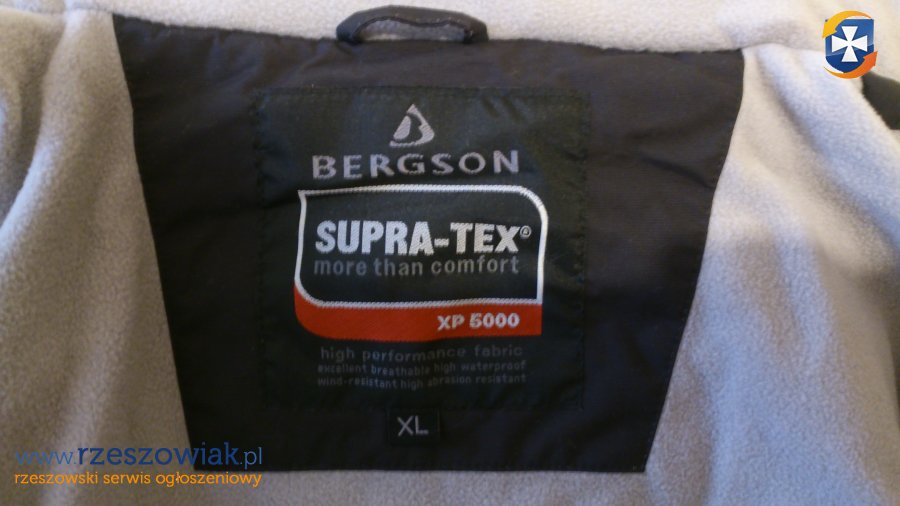 BERGSON
SUPRA-TEX®
more than comfort
XP 5000
high performance fabric
excellent breathable high waterproof
wind-resistant high abrasion resistant
XL
www.rzeszowiak.pl
rzeszowski serwis ogłoszeniowy